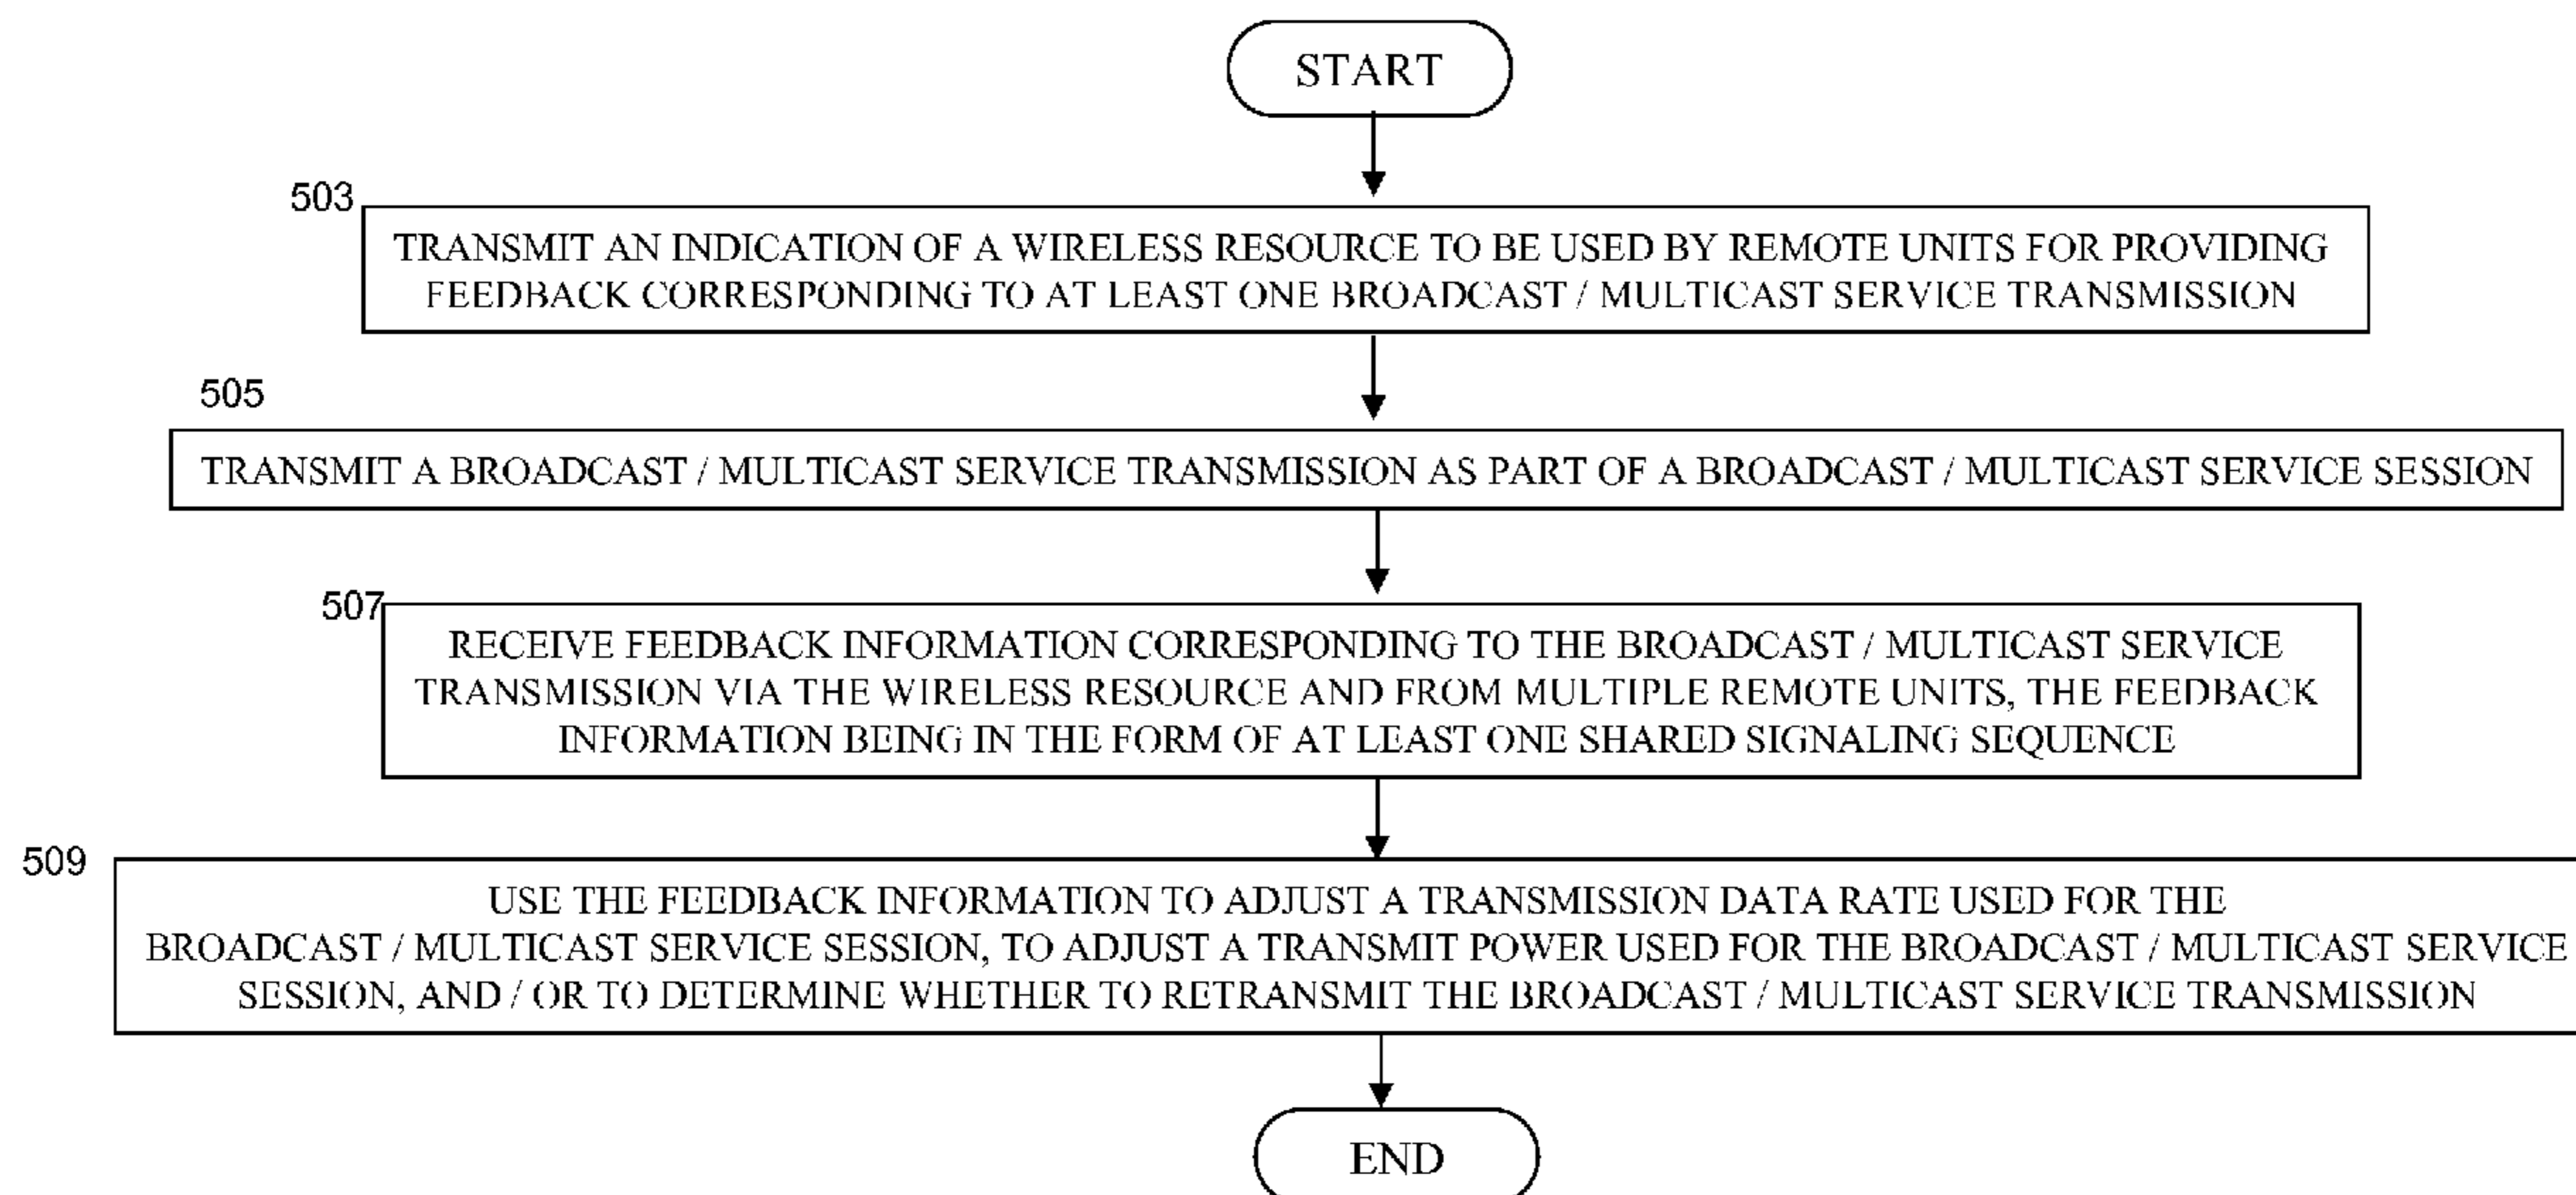 START
503
TRANSMIT AN INDICATION OF A WIRELESS RESOURCE TO BE USED BY REMOTE UNITS FOR PROVIDING
FEEDBACK CORRESPONDING TO AT LEAST ONE BROADCAST / MULTICAST SERVICE TRANSMISSION
505
TRANSMIT A BROADCAST / MULTICAST SERVICE TRANSMISSION AS PART OF A BROADCAST / MULTICAST SERVICE SESSION
507
RECEIVE FEEDBACK INFORMATION CORRESPONDING TO THE BROADCAST / MULTICAST SERVICE
TRANSMISSION VIA THE WIRELESS RESOURCE AND FROM MULTIPLE REMOTE UNITS, THE FEEDBACK
INFORMATION BEING IN THE FORM OF AT LEAST ONE SHARED SIGNALING SEQUENCE
509
USE THE FEEDBACK INFORMATION TO ADJUST A TRANSMISSION DATA RATE USED FOR THE
BROADCAST / MULTICAST SERVICE SESSION, TO ADJUST A TRANSMIT POWER USED FOR THE BROADCAST / MULTICAST SERVICE
SESSION, AND / OR TO DETERMINE WHETHER TO RETRANSMIT THE BROADCAST / MULTICAST SERVICE TRANSMISSION
END